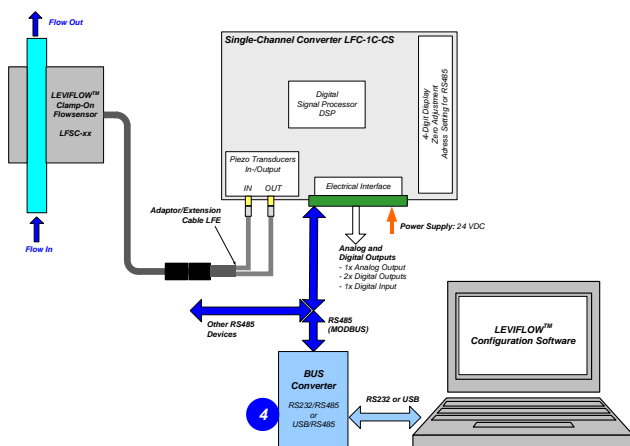 Flow Out
Single-Channel Converter LFC-1C-CS
LEVIFLOW™
Clamp-On
Flowsensor
LFSC-xx
Digital
Signal Processor
DSP
4-Digit Display
Zero Adjustment
Adress Setting for RS485
Piezo Transducers
In-/Output
IN OUT
Electrical Interface
Adaptor/Extension
Cable LFE
Power Supply: 24 VDC
Flow In
Analog and
Digital Outputs
- 1x Analog Output
- 2x Digital Outputs
- 1x Digital Input
Other RS485
Devices
RS485
(MODBUS)
LEVIFLOW™
Configuration Software
BUS
Converter
RS232/RS485
or
USB/RS485
4
RS232 or USB